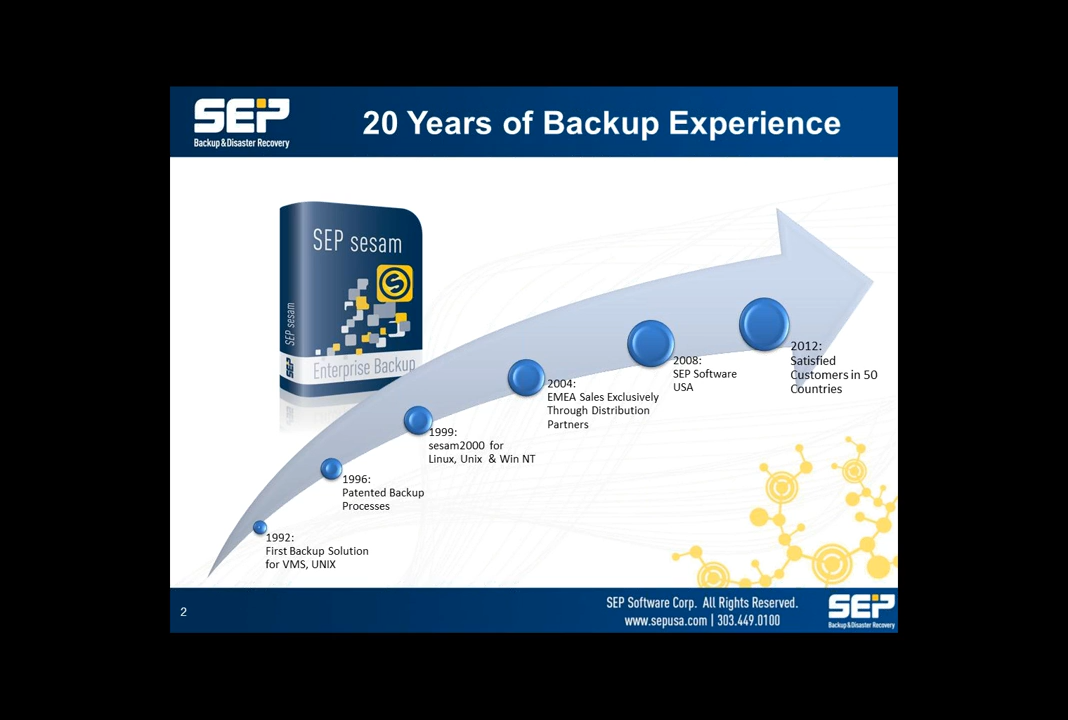 SEP
Backup & Disaster Recovery
20 Years of Backup Experience
SEP sesam
SEP sesam
SEP
Enterprise Backup
2012:
Satisfied
Customers in 50
Countries
2008:
SEP Software
USA
2004:
EMEA Sales Exclusively
Through Distribution
Partners
1999:
sesam2000 for
Linux, Unix & Win NT
1996:
Patented Backup
Processes
1992:
First Backup Solution
for VMS, UNIX
2
SEP Software Corp. All Rights Reserved.
www.sepusa.com | 303.449.0100
SEP
Backup & Disaster Recovery